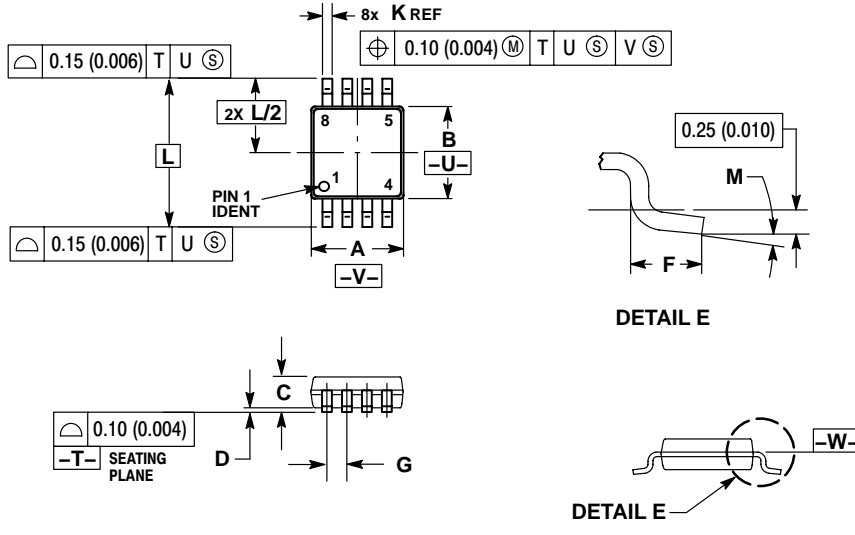 8x K REF
⌖ 0.10 (0.004) Ⓜ T U Ⓢ V Ⓢ
⌓ 0.15 (0.006) T U Ⓢ
2X L/2
8 5
B
–U–
L
PIN 1
IDENT
1
4
⌓ 0.15 (0.006) T U Ⓢ
A
–V–
0.25 (0.010)
M
F
DETAIL E
C
⌓ 0.10 (0.004)
–T– SEATING
PLANE
D
G
–W–
DETAIL E